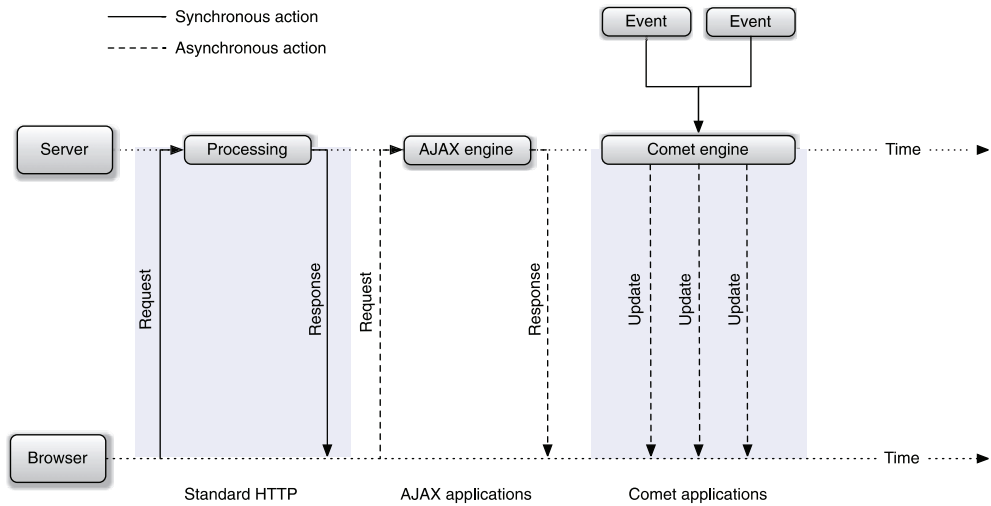 Synchronous action
Asynchronous action
Event
Event
Server
Processing
AJAX engine
Comet engine
Time
Request
Response
Request
Response
Update
Update
Update
Browser
Time
Standard HTTP
AJAX applications
Comet applications